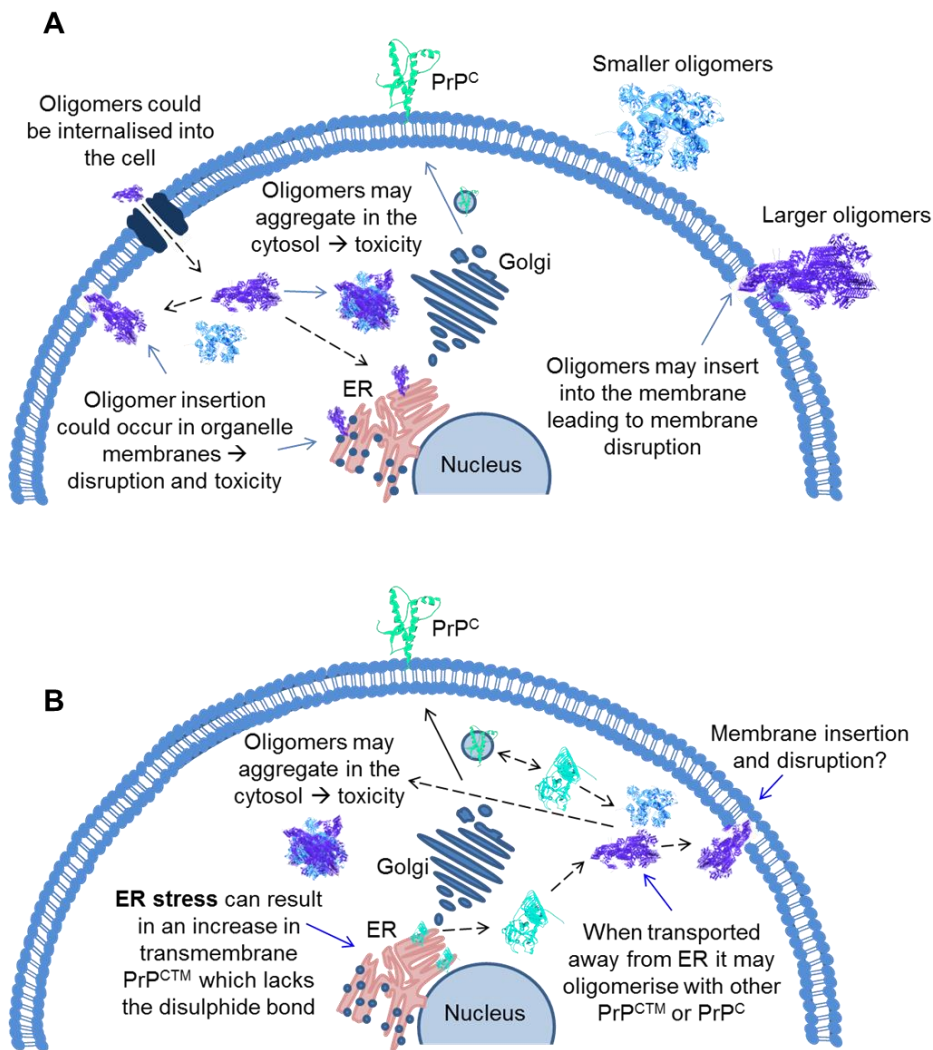 A
PrPC
Smaller oligomers
Oligomers could
be internalised into
the cell
Oligomers may
aggregate in the
cytosol → toxicity
Larger oligomers
Golgi
ER
Oligomer insertion
could occur in organelle
membranes →
disruption and toxicity
Oligomers may insert
into the membrane
leading to membrane
disruption
Nucleus
PrPC
B
Oligomers may
aggregate in the
cytosol → toxicity
Membrane insertion
and disruption?
Golgi
ER stress can result
in an increase in
transmembrane
PrPCTM which lacks
the disulphide bond
ER
When transported
away from ER it may
oligomerise with other
PrPCTM or PrPC
Nucleus